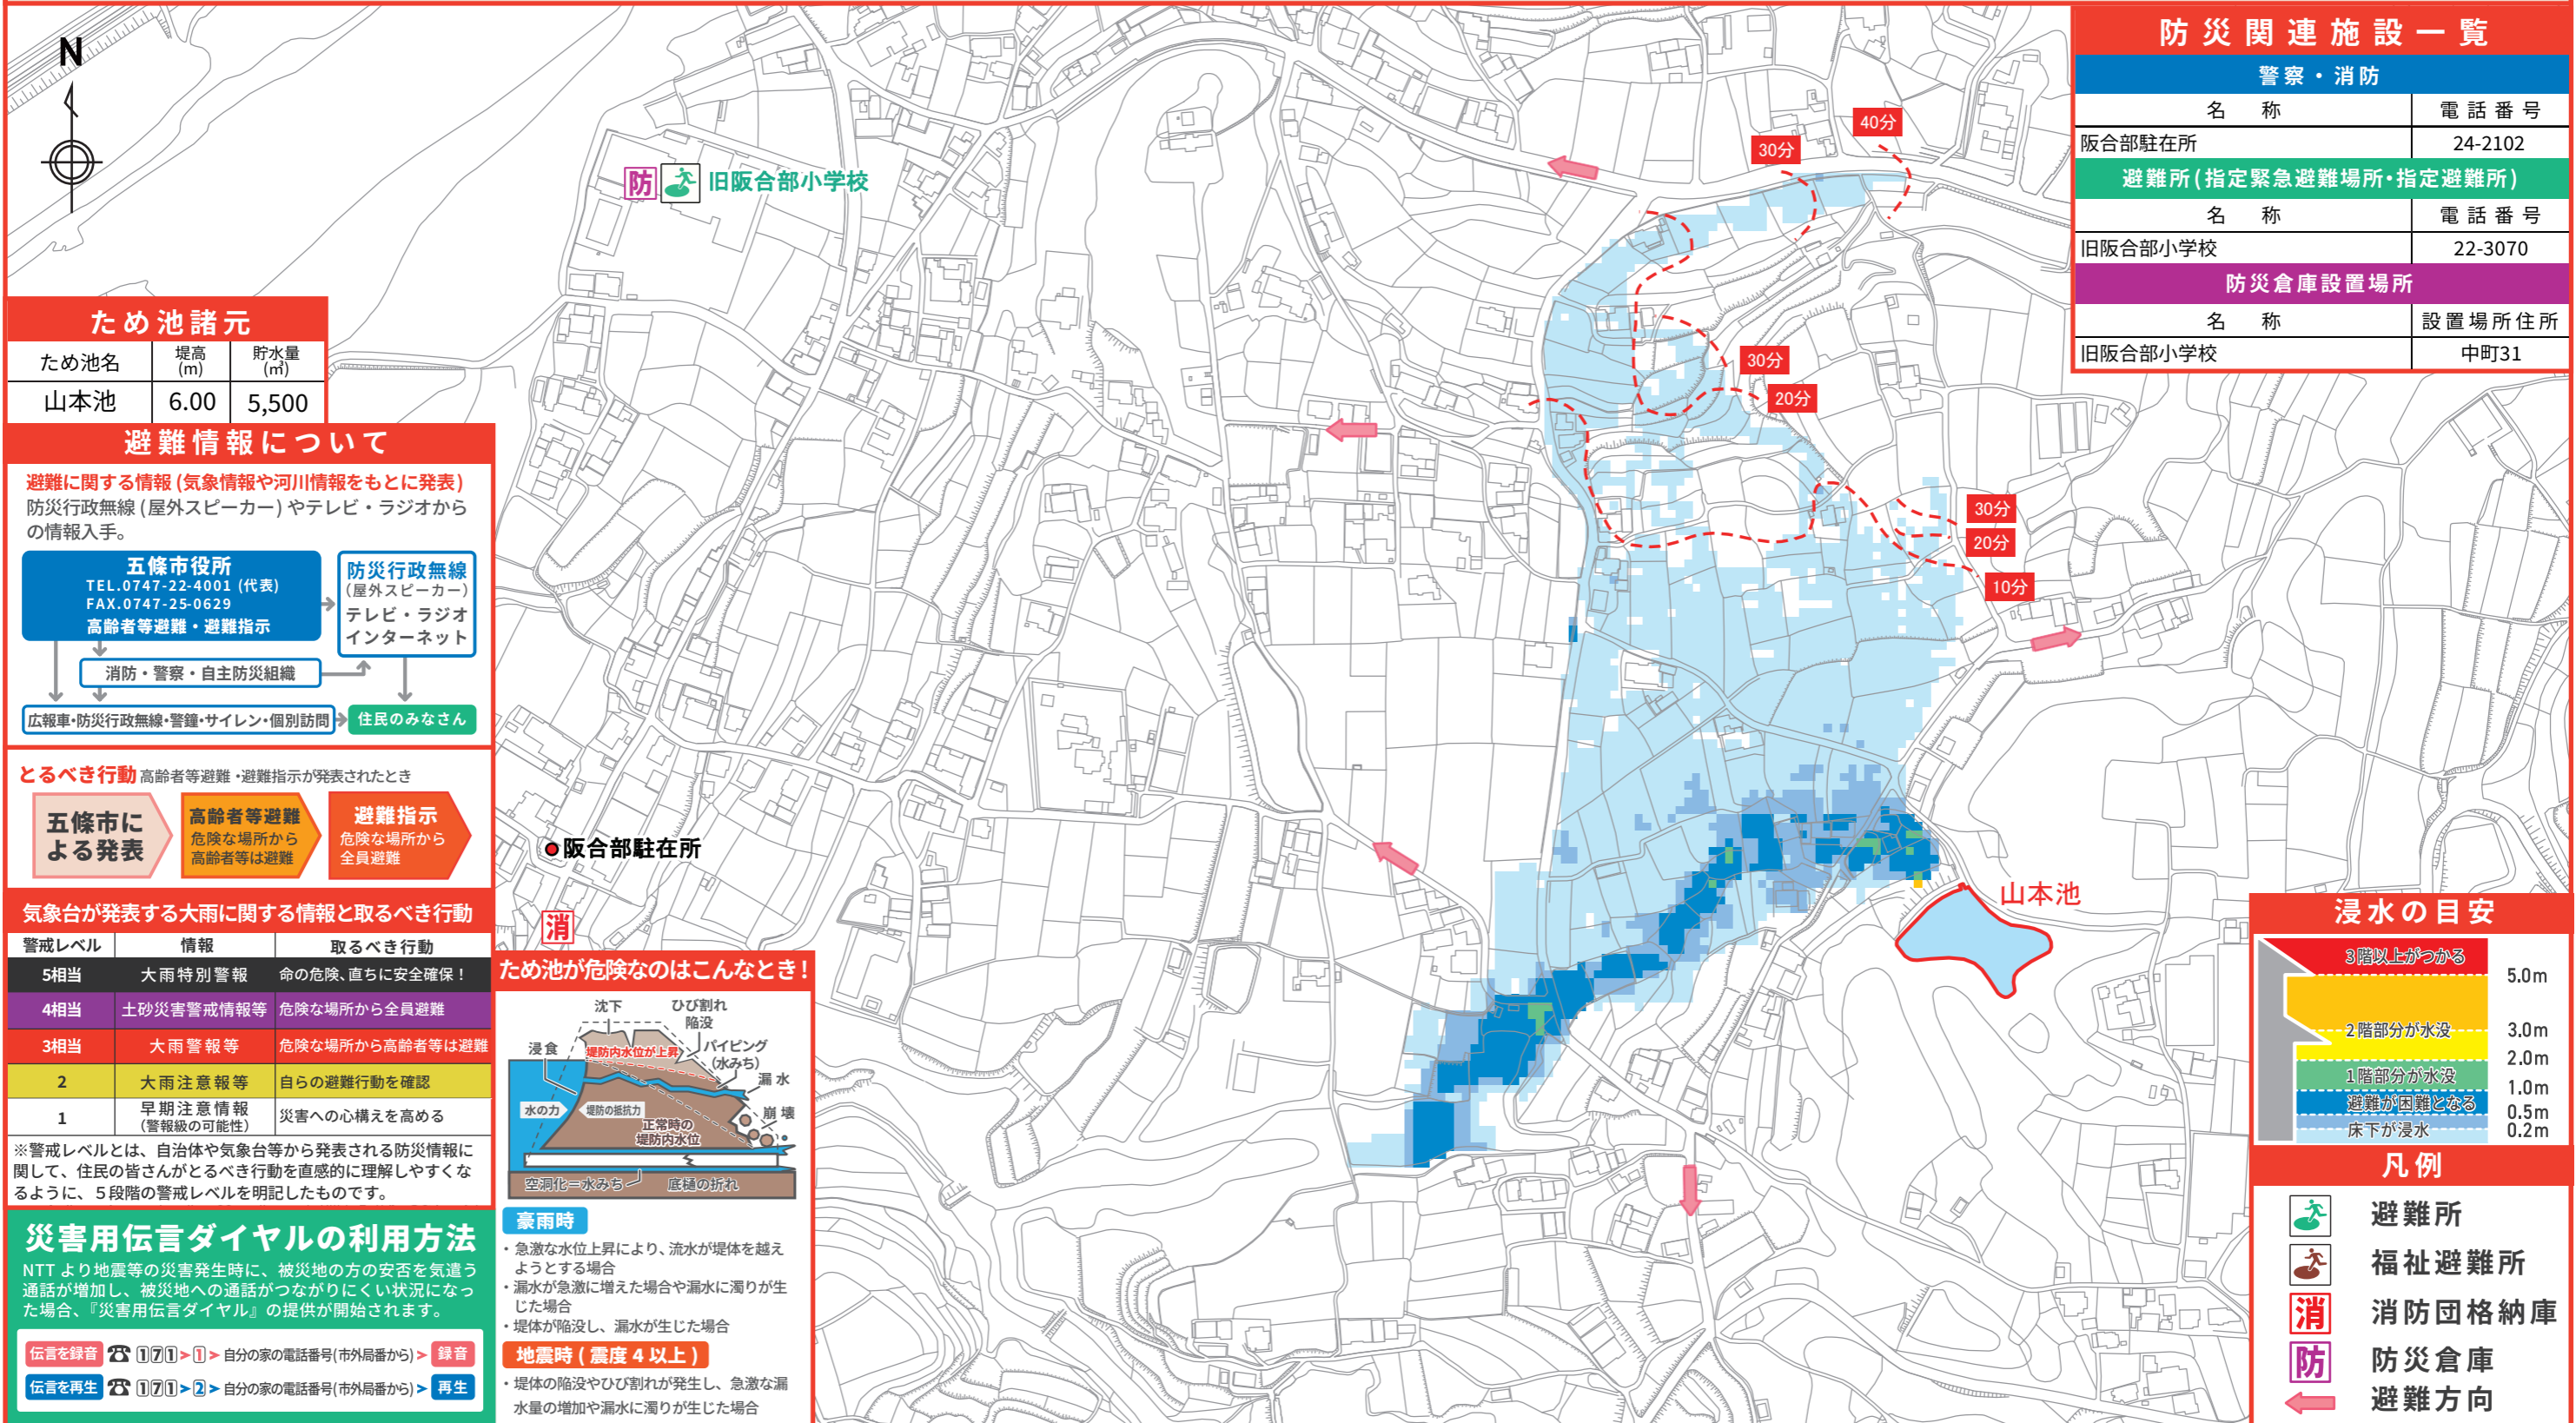 N
防災関連施設一覧
警察・消防
名　称　電話番号
阪合部駐在所　24-2102
避難所(指定緊急避難場所・指定避難所)
名　称　電話番号
旧阪合部小学校　22-3070
防災倉庫設置場所
名　称　設置場所住所
旧阪合部小学校　中町31
防
旧阪合部小学校
40分
30分
30分
20分
30分
20分
10分
山本池
阪合部駐在所
消
ため池諸元
ため池名　堤高(m)　貯水量(㎥)
山本池　6.00　5,500
避難情報について
避難に関する情報(気象情報や河川情報をもとに発表)
防災行政無線(屋外スピーカー)やテレビ・ラジオから
の情報入手。
五條市役所
TEL.0747-22-4001 (代表)
FAX.0747-25-0629
高齢者等避難・避難指示
防災行政無線
(屋外スピーカー)
テレビ・ラジオ
インターネット
消防・警察・自主防災組織
広報車・防災行政無線・警鐘・サイレン・個別訪問
住民のみなさん
とるべき行動 高齢者等避難・避難指示が発表されたとき
五條市に
よる発表
高齢者等避難
危険な場所から
高齢者等は避難
避難指示
危険な場所から
全員避難
気象台が発表する大雨に関する情報と取るべき行動
警戒レベル　情報　取るべき行動
5相当　大雨特別警報　命の危険、直ちに安全確保！
4相当　土砂災害警戒情報等　危険な場所から全員避難
3相当　大雨警報等　危険な場所から高齢者等は避難
2　大雨注意報等　自らの避難行動を確認
1　早期注意情報(警報級の可能性)　災害への心構えを高める
※警戒レベルとは、自治体や気象台等から発表される防災情報に
関して、住民の皆さんがとるべき行動を直感的に理解しやすくな
るように、５段階の警戒レベルを明記したものです。
災害用伝言ダイヤルの利用方法
NTTより地震等の災害発生時に、被災地の方の安否を気遣う
通話が増加し、被災地への通話がつながりにくい状況になっ
た場合、『災害用伝言ダイヤル』の提供が開始されます。
伝言を録音 ☎ 171>1> 自分の家の電話番号(市外局番から)> 録音
伝言を再生 ☎ 171>2> 自分の家の電話番号(市外局番から)> 再生
ため池が危険なのはこんなとき！
沈下
ひび割れ
陥没
浸食
堤防内水位が上昇
パイピング
(水みち)
漏水
水の力
堤防の抵抗力
崩壊
正常時の
堤防内水位
空洞化＝水みち
底樋の折れ
豪雨時
・急激な水位上昇により、流水が堤体を越え
ようとする場合
・漏水が急激に増えた場合や漏水に濁りが生
じた場合
・堤体が陥没し、漏水が生じた場合
地震時(震度４以上)
・堤体の陥没やひび割れが発生し、急激な漏
水量の増加や漏水に濁りが生じた場合
浸水の目安
3階以上がつかる
5.0m
2階部分が水没
3.0m
2.0m
1階部分が水没
1.0m
避難が困難となる
0.5m
床下が浸水
0.2m
凡例
避難所
福祉避難所
消　消防団格納庫
防　防災倉庫
避難方向